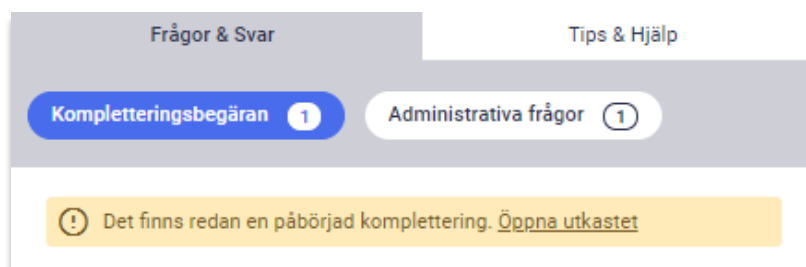 Frågor & Svar
Tips & Hjälp
Kompletteringsbegäran 1
Administrativa frågor 1
Det finns redan en påbörjad komplettering. Öppna utkastet